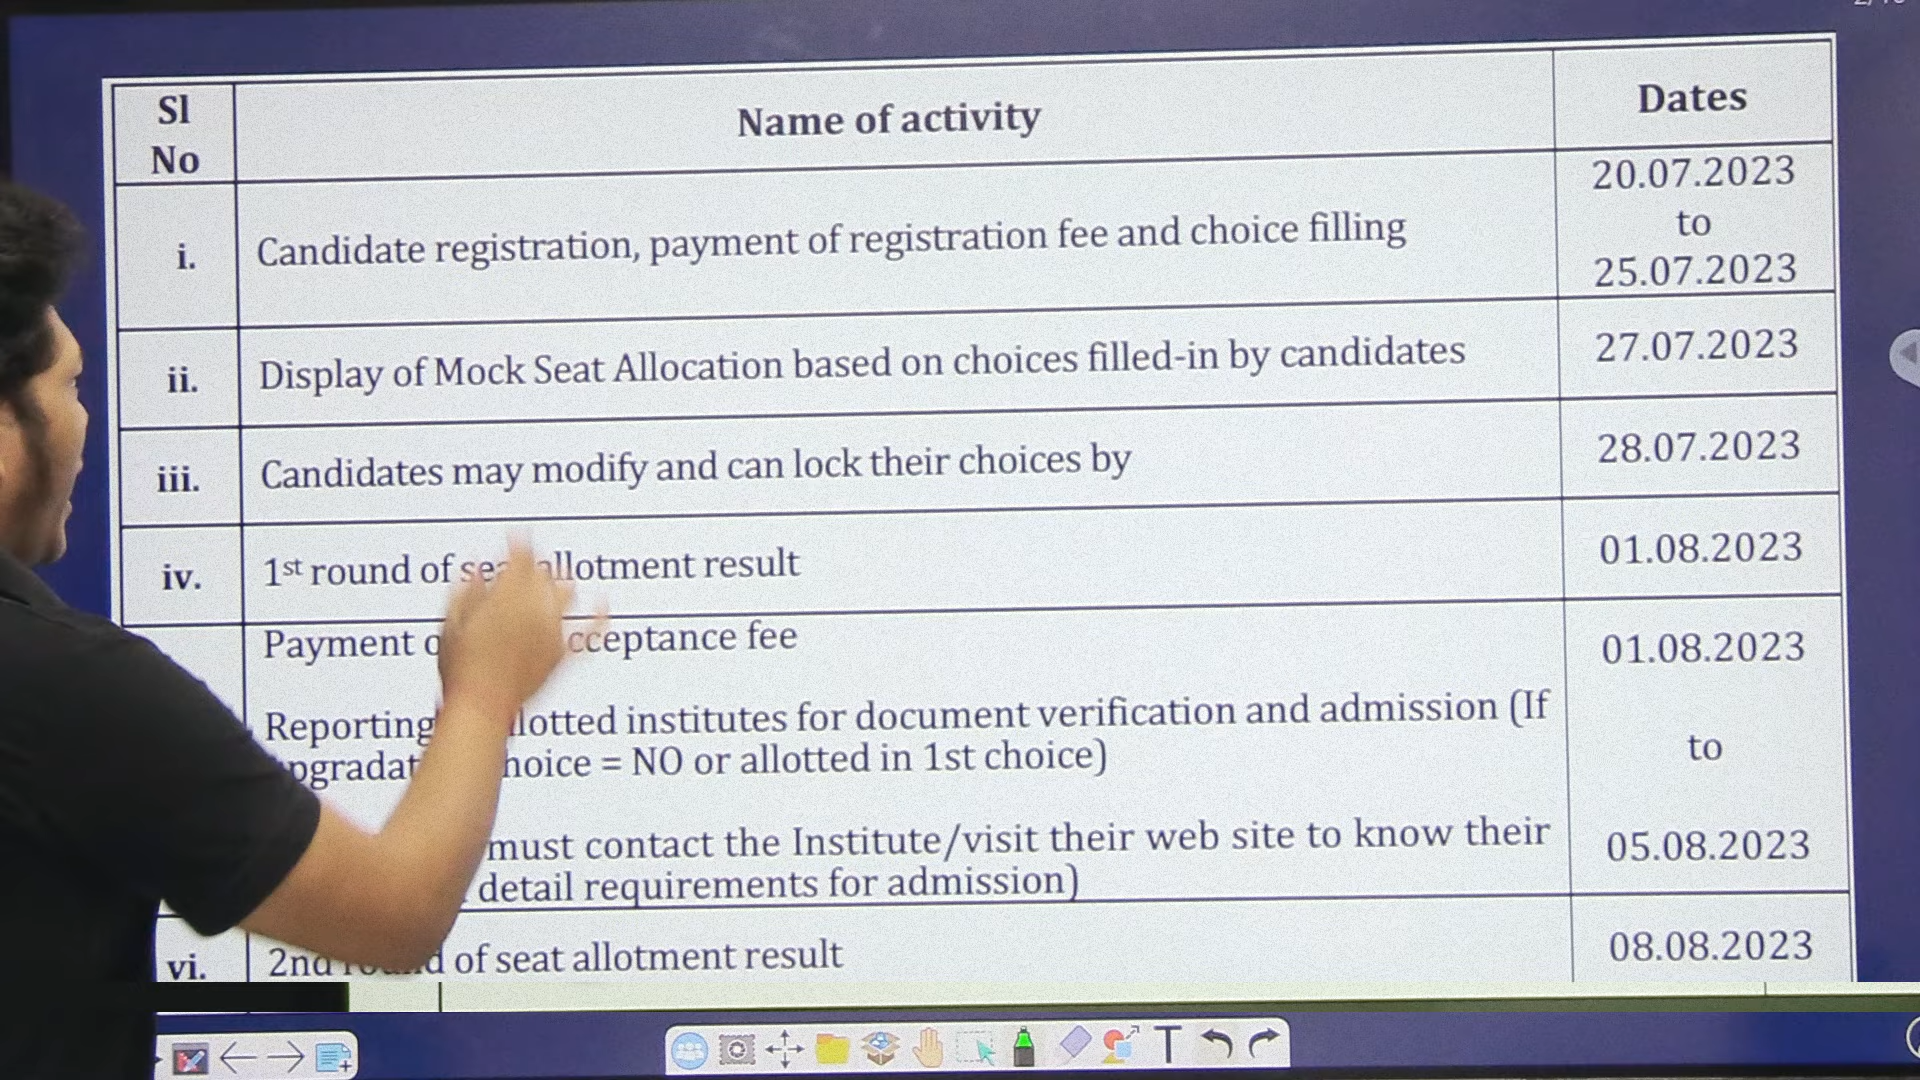 Sl
No
Name of activity
Dates
i.
Candidate registration, payment of registration fee and choice filling
20.07.2023
to
25.07.2023
ii.
Display of Mock Seat Allocation based on choices filled-in by candidates
27.07.2023
iii.
Candidates may modify and can lock their choices by
28.07.2023
iv.
1st round of seat allotment result
01.08.2023
Payment cceptance fee
Reporting lotted institutes for document verification and admission (If
pgradat hoice = NO or allotted in 1st choice)
must contact the Institute/visit their web site to know their
detail requirements for admission)
01.08.2023
to
05.08.2023
vi.
2nd round of seat allotment result
08.08.2023
T